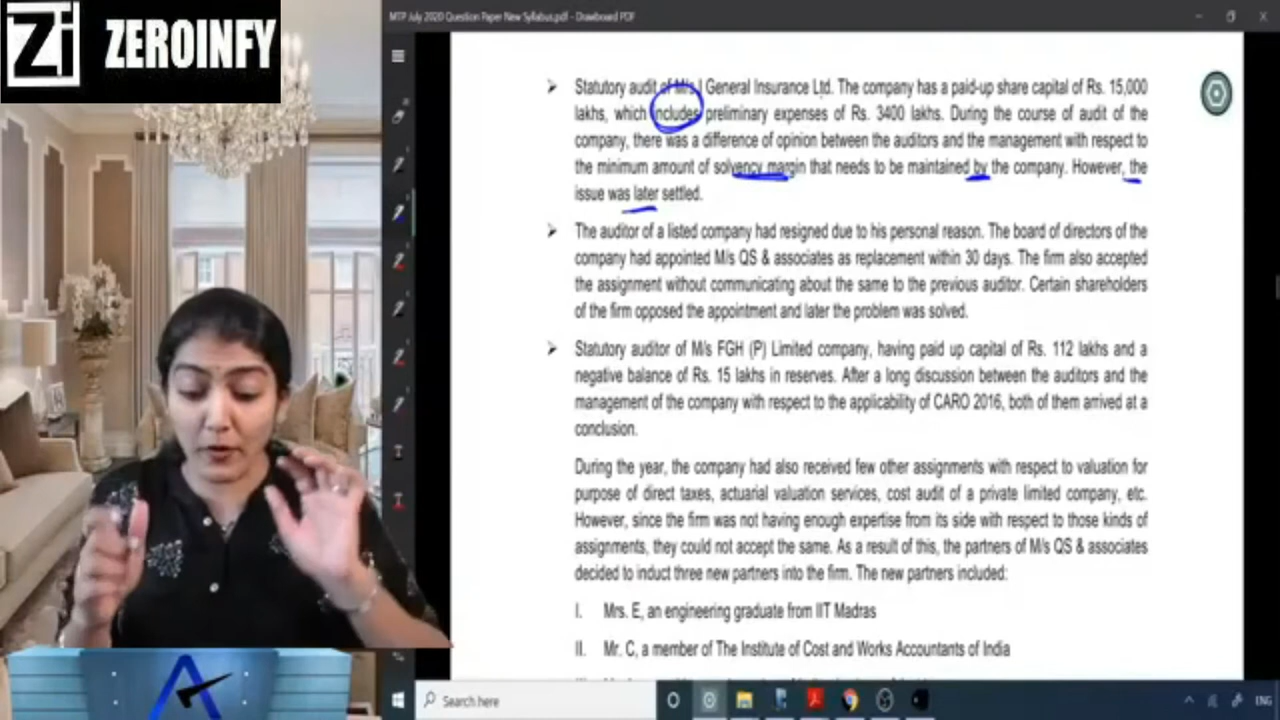 Zi ZEROINFY
MTP July 2020 Question Paper New Syllabus.pdf - Drawboard PDF
➢ Statutory audit of M/s I General Insurance Ltd. The company has a paid-up share capital of Rs. 15,000
lakhs, which includes preliminary expenses of Rs. 3400 lakhs. During the course of audit of the
company, there was a difference of opinion between the auditors and the management with respect to
the minimum amount of solvency margin that needs to be maintained by the company. However, the
issue was later settled.
➢ The auditor of a listed company had resigned due to his personal reason. The board of directors of the
company had appointed M/s QS & associates as replacement within 30 days. The firm also accepted
the assignment without communicating about the same to the previous auditor. Certain shareholders
of the firm opposed the appointment and later the problem was solved.
➢ Statutory auditor of M/s FGH (P) Limited company, having paid up capital of Rs. 112 lakhs and a
negative balance of Rs. 15 lakhs in reserves. After a long discussion between the auditors and the
management of the company with respect to the applicability of CARO 2016, both of them arrived at a
conclusion.
During the year, the company had also received few other assignments with respect to valuation for
purpose of direct taxes, actuarial valuation services, cost audit of a private limited company, etc.
However, since the firm was not having enough expertise from its side with respect to those kinds of
assignments, they could not accept the same. As a result of this, the partners of M/s QS & associates
decided to induct three new partners into the firm. The new partners included:
I. Mrs. E, an engineering graduate from IIT Madras
II. Mr. C, a member of The Institute of Cost and Works Accountants of India
Search here
ENG